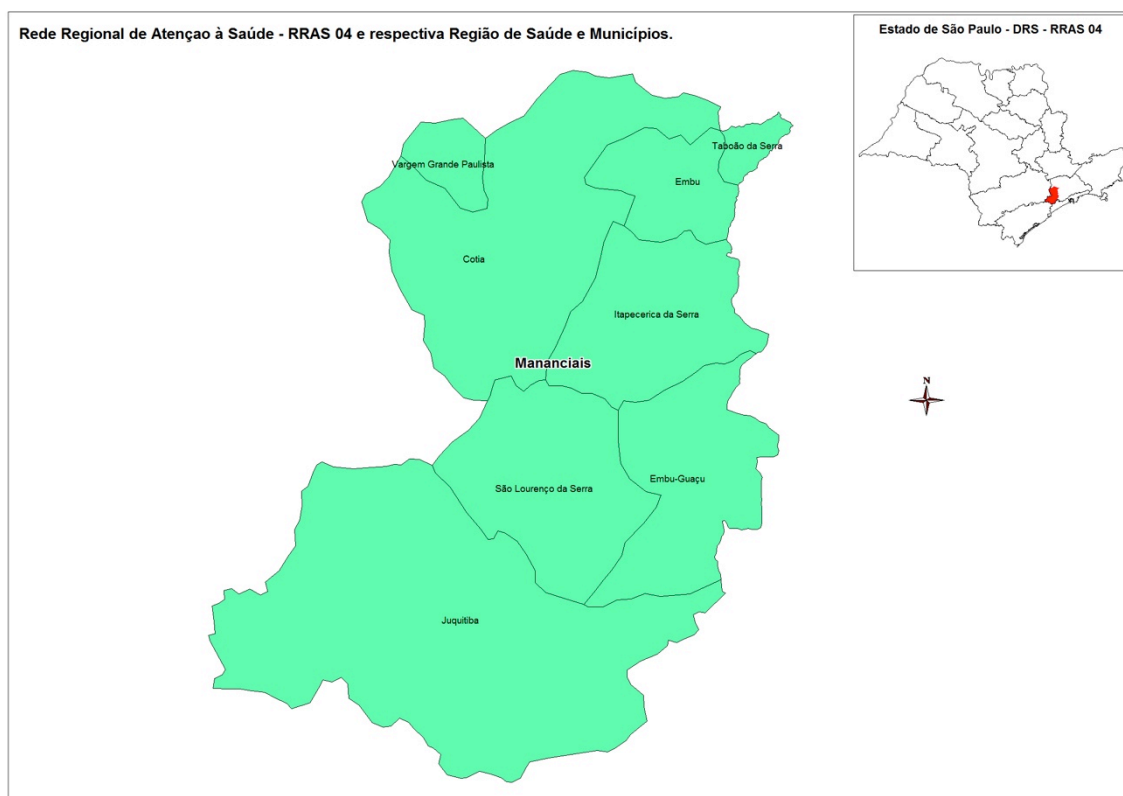 Rede Regional de Atençao à Saúde - RRAS 04 e respectiva Região de Saúde e Municípios.
Estado de São Paulo - DRS - RRAS 04
Taboão da Serra
Vargem Grande Paulista
Embu
Cotia
Itapecerica da Serra
Mananciais
N
Embu-Guaçu
São Lourenço da Serra
Juquitiba